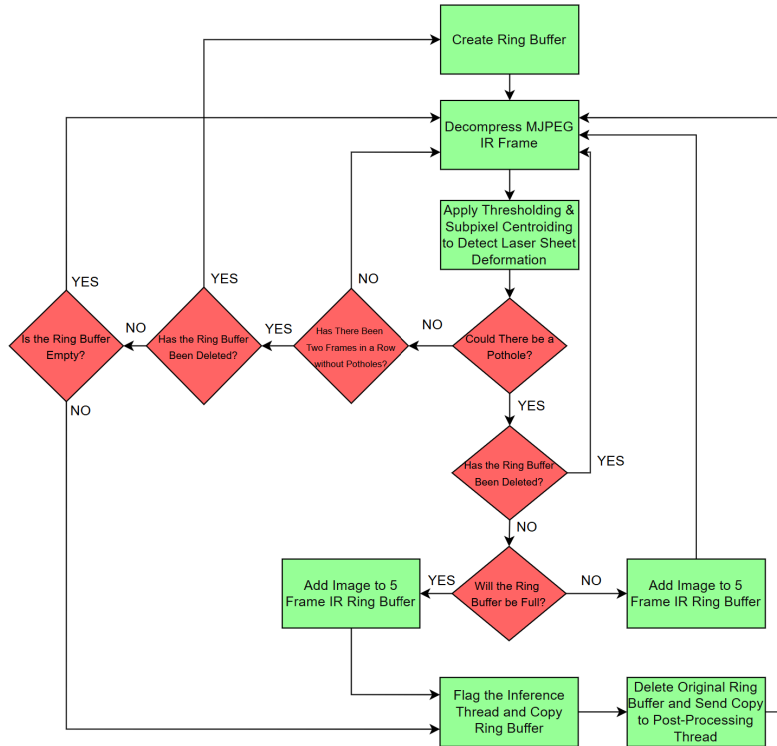 Create Ring Buffer
Decompress MJPEG
IR Frame
Apply Thresholding &
Subpixel Centroiding
to Detect Laser Sheet
Deformation
YES
YES
NO
Is the Ring Buffer
Empty?
NO
Has the Ring Buffer
Been Deleted?
YES
Has There Been
Two Frames in a Row
without Potholes?
NO
Could There be a
Pothole?
NO
YES
Has the Ring Buffer
Been Deleted?
YES
NO
Add Image to 5
Frame IR Ring Buffer
YES
Will the Ring
Buffer be Full?
NO
Add Image to 5
Frame IR Ring Buffer
Flag the Inference
Thread and Copy
Ring Buffer
Delete Original Ring
Buffer and Send Copy
to Post-Processing
Thread